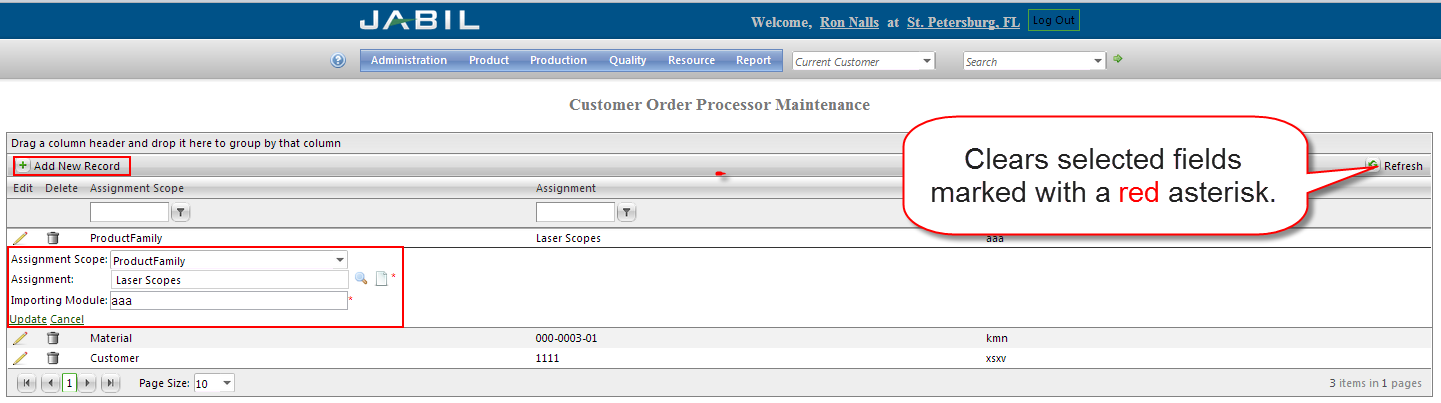 JABIL
Welcome, Ron Nalls at St. Petersburg, FL Log Out
? Administration Product Production Quality Resource Report Current Customer Search
Customer Order Processor Maintenance
Drag a column header and drop it here to group by that column
Clears selected fields
marked with a red asterisk.
+ Add New Record Refresh
Edit Delete Assignment Scope Assignment
ProductFamily Laser Scopes aaa
Assignment Scope: ProductFamily
Assignment: Laser Scopes *
Importing Module: aaa *
Update Cancel
Material 000-0003-01 kmn
Customer 1111 xsxv
1 Page Size: 10 3 items in 1 pages